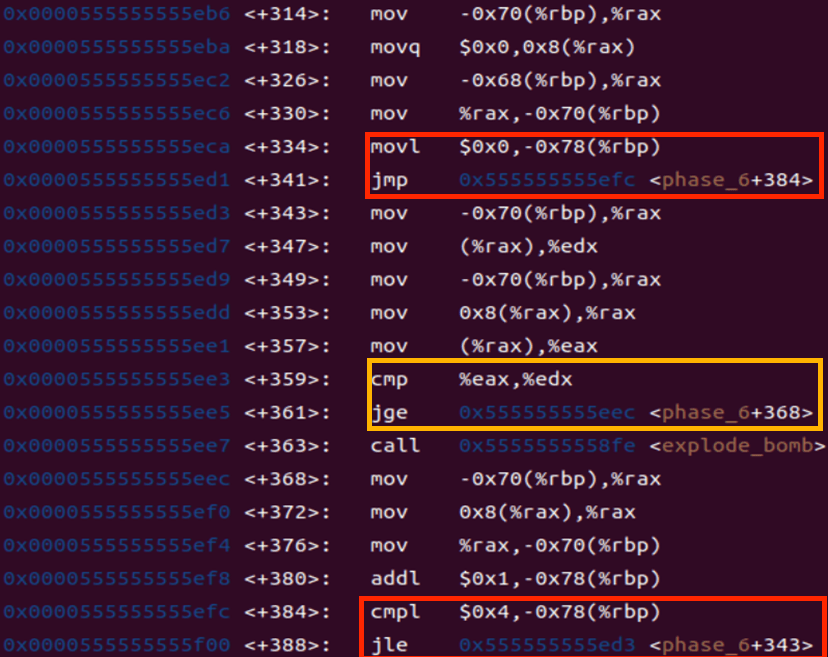 0x0000555555555eb6 <+314>: mov -0x70(%rbp),%rax
0x0000555555555eba <+318>: movq $0x0,0x8(%rax)
0x0000555555555ec2 <+326>: mov -0x68(%rbp),%rax
0x0000555555555ec6 <+330>: mov %rax,-0x70(%rbp)
0x0000555555555eca <+334>: movl $0x0,-0x78(%rbp)
0x0000555555555ed1 <+341>: jmp 0x555555555efc <phase_6+384>
0x0000555555555ed3 <+343>: mov -0x70(%rbp),%rax
0x0000555555555ed7 <+347>: mov (%rax),%edx
0x0000555555555ed9 <+349>: mov -0x70(%rbp),%rax
0x0000555555555edd <+353>: mov 0x8(%rax),%rax
0x0000555555555ee1 <+357>: mov (%rax),%eax
0x0000555555555ee3 <+359>: cmp %eax,%edx
0x0000555555555ee5 <+361>: jge 0x555555555eec <phase_6+368>
0x0000555555555ee7 <+363>: call 0x5555555558fe <explode_bomb>
0x0000555555555eec <+368>: mov -0x70(%rbp),%rax
0x0000555555555ef0 <+372>: mov 0x8(%rax),%rax
0x0000555555555ef4 <+376>: mov %rax,-0x70(%rbp)
0x0000555555555ef8 <+380>: addl $0x1,-0x78(%rbp)
0x0000555555555efc <+384>: cmpl $0x4,-0x78(%rbp)
0x0000555555555f00 <+388>: jle 0x555555555ed3 <phase_6+343>